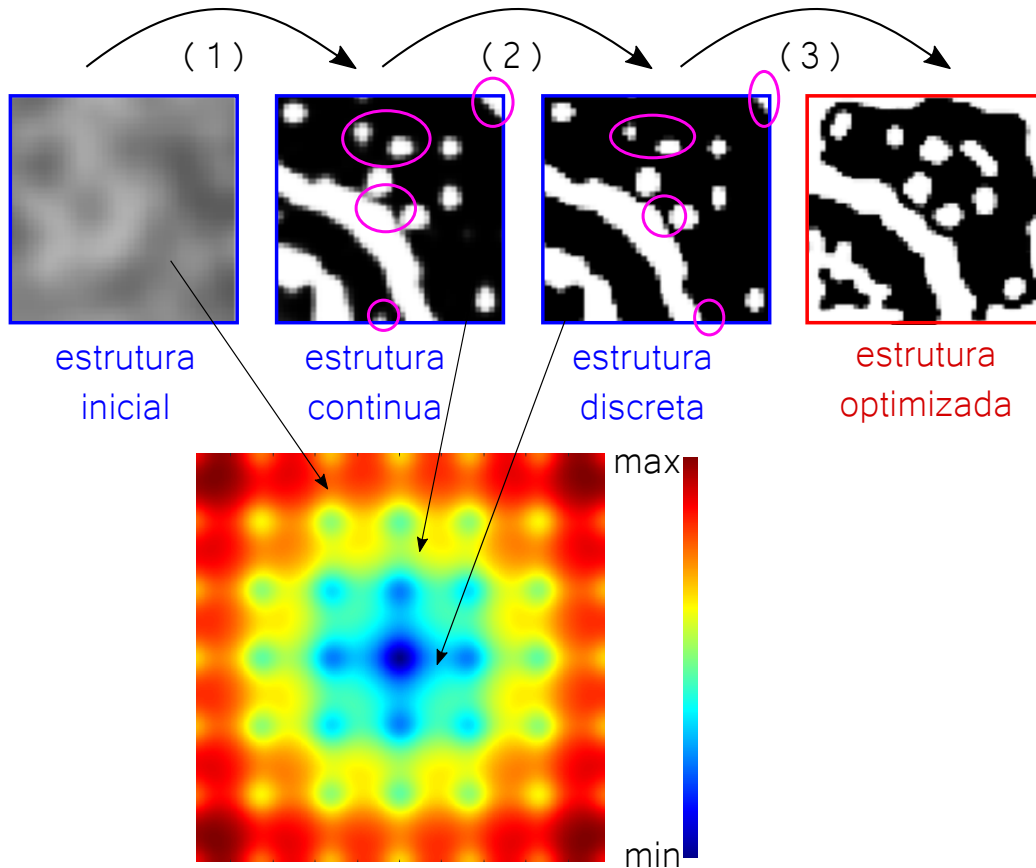 (1)
(2)
(3)
estrutura
inicial
estrutura
continua
estrutura
discreta
estrutura
optimizada
max
min